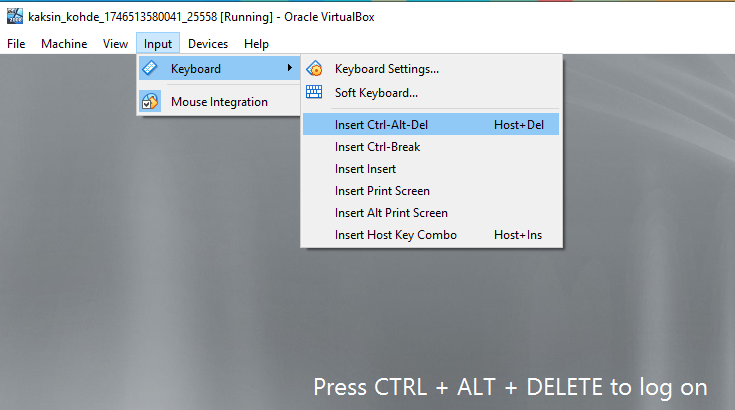 kaksin_kohde_1746513580041_25558 [Running] - Oracle VirtualBox
File Machine View Input Devices Help
Keyboard
Mouse Integration
Keyboard Settings...
Soft Keyboard...
Insert Ctrl-Alt-Del Host+Del
Insert Ctrl-Break
Insert Insert
Insert Print Screen
Insert Alt Print Screen
Insert Host Key Combo Host+Ins
Press CTRL + ALT + DELETE to log on